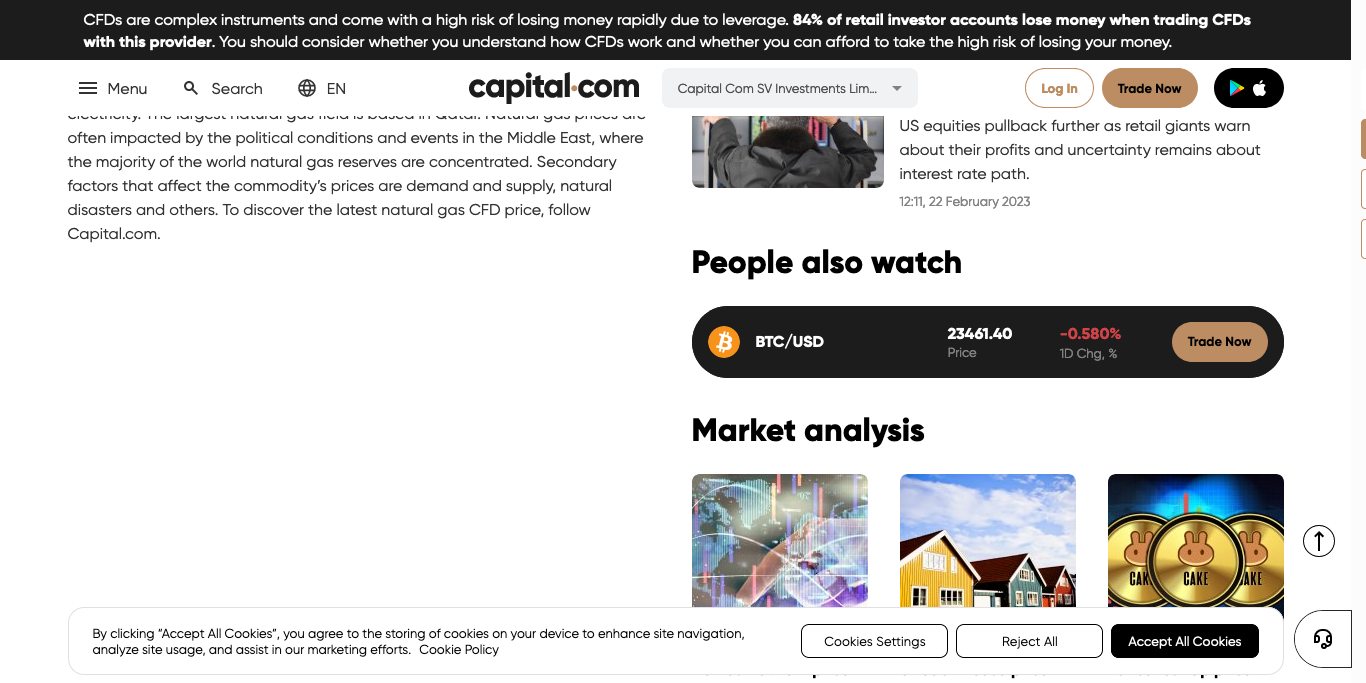 CFDs are complex instruments and come with a high risk of losing money rapidly due to leverage. 84% of retail investor accounts lose money when trading CFDs
with this provider. You should consider whether you understand how CFDs work and whether you can afford to take the high risk of losing your money.
Menu
Search
EN
capital.com
Capital Com SV Investments Lim...
Log In
Trade Now
electricity. The largest natural gas field is based in Qatar. Natural gas prices are
often impacted by the political conditions and events in the Middle East, where
the majority of the world natural gas reserves are concentrated. Secondary
factors that affect the commodity's prices are demand and supply, natural
disasters and others. To discover the latest natural gas CFD price, follow
Capital.com.
US equities pullback further as retail giants warn
about their profits and uncertainty remains about
interest rate path.
12:11, 22 February 2023
People also watch
BTC/USD
23461.40
Price
-0.580%
1D Chg, %
Trade Now
Market analysis
CAKE
By clicking “Accept All Cookies”, you agree to the storing of cookies on your device to enhance site navigation,
analyze site usage, and assist in our marketing efforts. Cookie Policy
Cookies Settings
Reject All
Accept All Cookies